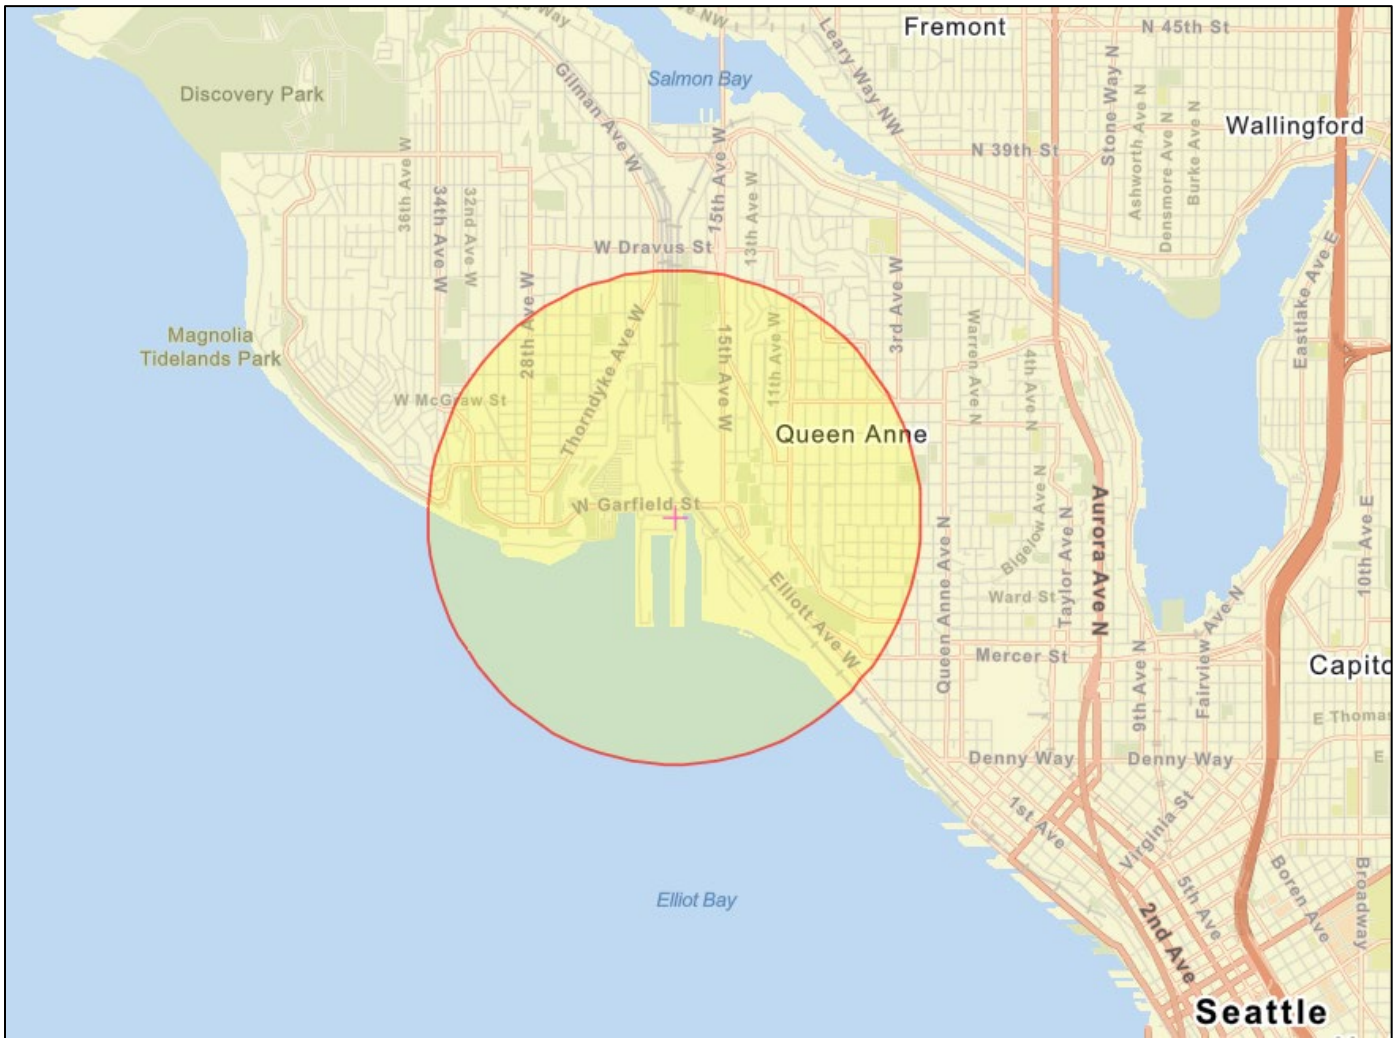 Fremont
N 45th St
Leary Way NW
Salmon Bay
Gilman Ave W
Discovery Park
Stone Way N
Ashworth Ave N
Densmore Ave N
Burke Ave N
Wallingford
N 39th St
36th Ave W
34th Ave W
32nd Ave W
15th Ave W
13th Ave W
W Dravus St
3rd Ave W
Eastlake Ave E
28th Ave W
Thorndyke Ave W
15th Ave W
11th Ave W
Warren Ave N
4th Ave N
Magnolia
Tidelands Park
W McGraw St
Queen Anne
W Garfield St
Bigelow Ave N
Taylor Ave N
Aurora Ave N
10th Ave E
Queen Anne Ave N
Ward St
Elliott Ave W
Mercer St
9th Ave N
Fairview Ave N
Capito
E Thomas
Denny Way
Denny Way
E
1st Ave
Virginia St
Elliot Bay
5th Ave
Boren Ave
Broadway
2nd Ave
Seattle